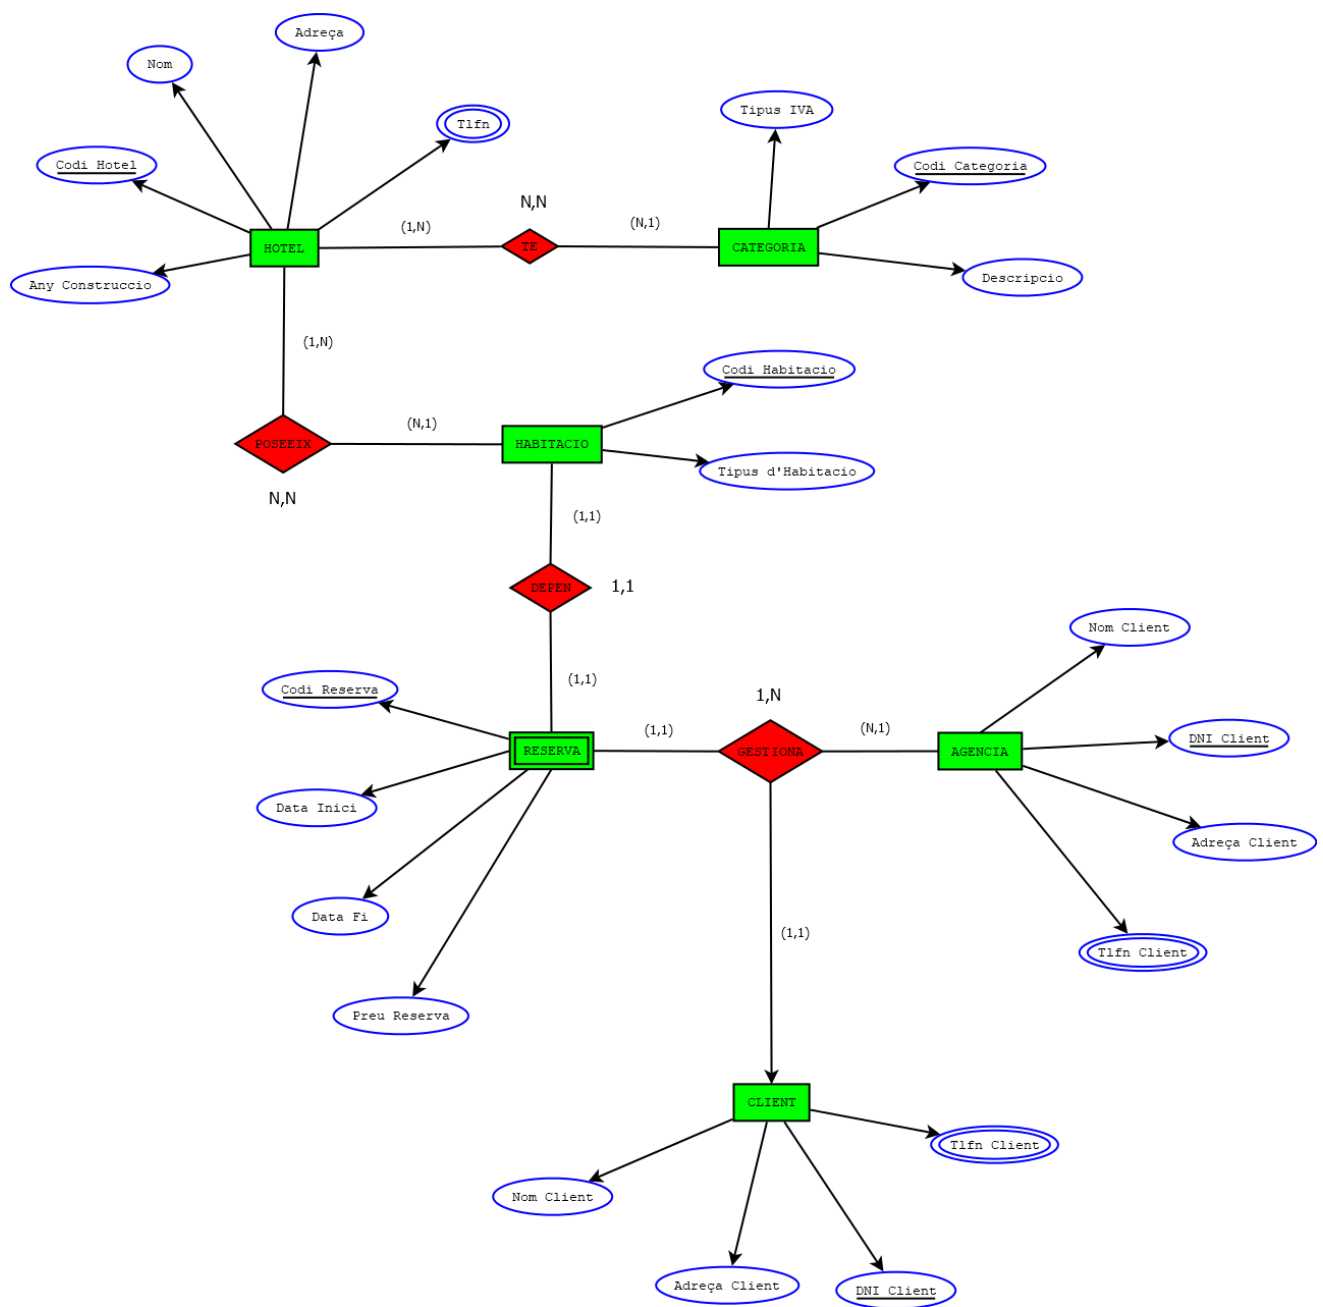 Adreça
Nom
Tlfn
Tipus IVA
Codi Hotel
Codi Categoria
N,N
(1,N)
(N,1)
HOTEL
TE
CATEGORIA
Any Construccio
Descripcio
(1,N)
Codi Habitacio
(N,1)
POSEEIX
HABITACIO
Tipus d'Habitacio
N,N
(1,1)
DEPEN
1,1
Nom Client
(1,1)
Codi Reserva
1,N
(1,1)
(N,1)
DNI Client
RESERVA
GESTIONA
AGENCIA
Data Inici
Adreça Client
Data Fi
(1,1)
Tlfn Client
Preu Reserva
CLIENT
Tlfn Client
Nom Client
Adreça Client
DNI Client